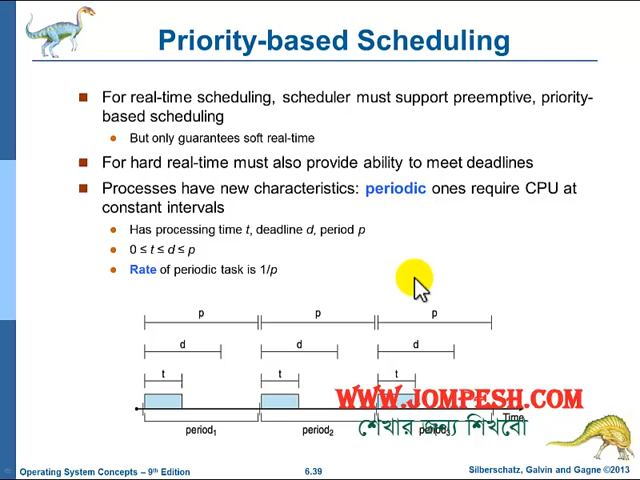 Priority-based Scheduling
For real-time scheduling, scheduler must support preemptive, priority-
based scheduling
But only guarantees soft real-time
For hard real-time must also provide ability to meet deadlines
Processes have new characteristics: periodic ones require CPU at
constant intervals
Has processing time t, deadline d, period p
0 ≤ t ≤ d ≤ p
Rate of periodic task is 1/p
p p p
d d d
t t t
WWW.JOMPESH.COM
Time
period1 period2 period3
শেখার জন্য শিখবো
Operating System Concepts – 9th Edition 6.39 Silberschatz, Galvin and Gagne ©2013